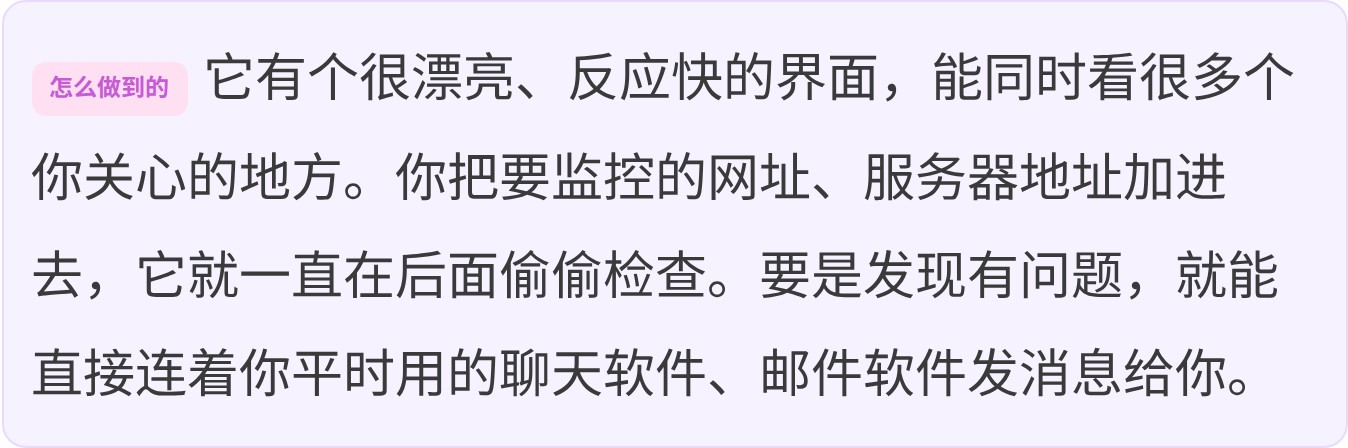 怎么做到的 它有个很漂亮、反应快的界面，能同时看很多个
你关心的地方。你把要监控的网址、服务器地址加进
去，它就一直在后面偷偷检查。要是发现有问题，就能
直接连着你平时用的聊天软件、邮件软件发消息给你。